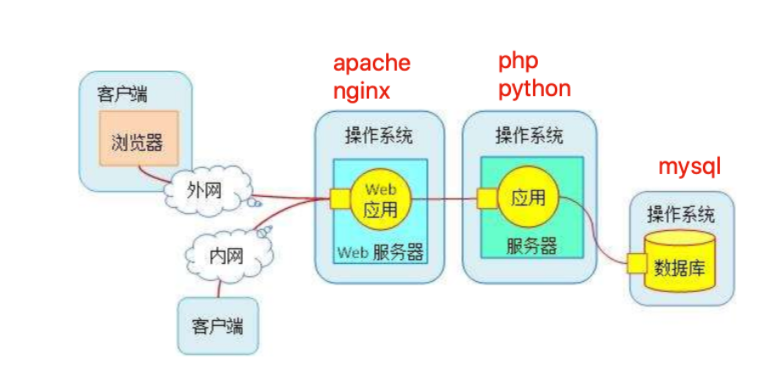 apache
nginx
php
python
mysql
客户端
浏览器
外网
内网
客户端
操作系统
Web
应用
Web 服务器
操作系统
应用
服务器
操作系统
数据库